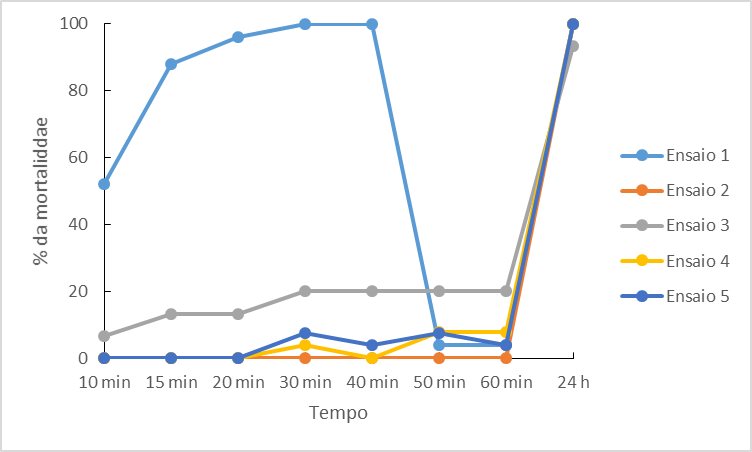 100
80
60
40
20
0
% da mortaliddae
10 min 15 min 20 min 30 min 40 min 50 min 60 min 24 h
Tempo
Ensaio 1
Ensaio 2
Ensaio 3
Ensaio 4
Ensaio 5